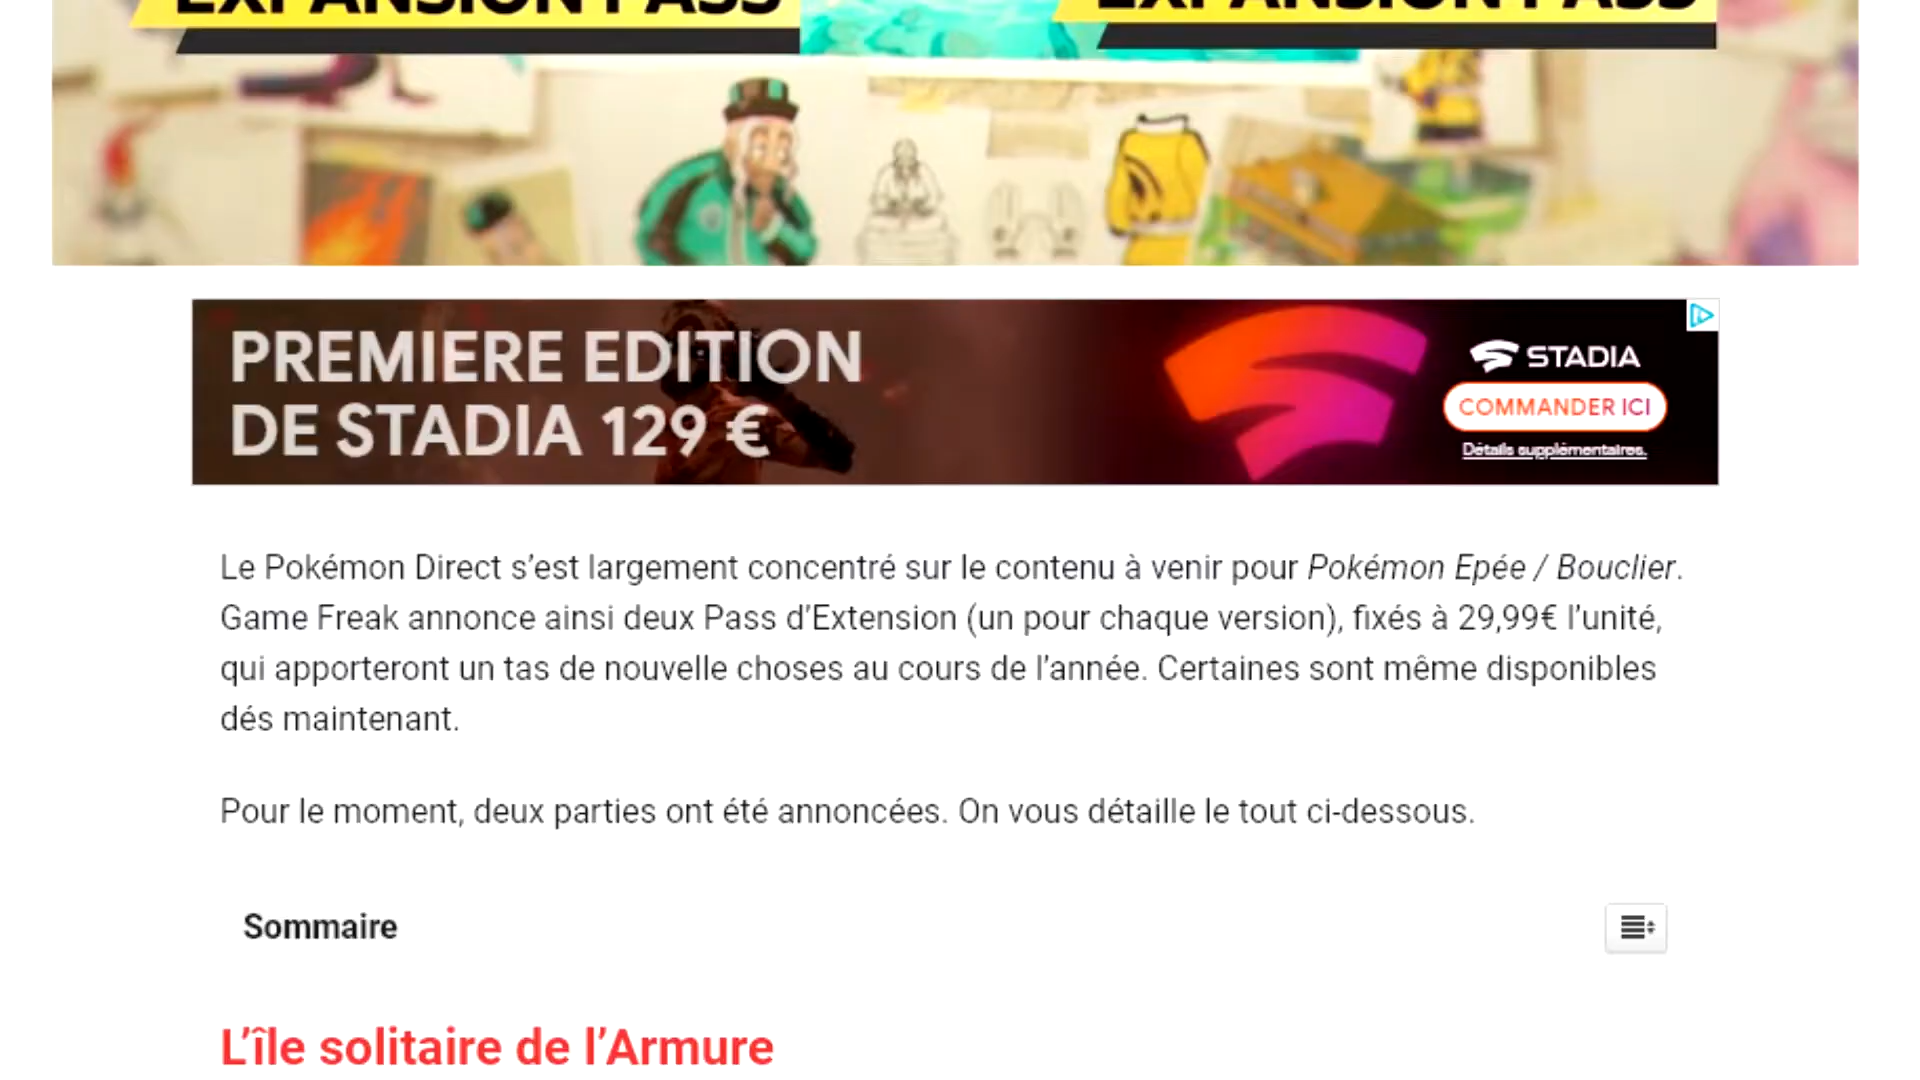 EXPANSION PASS EXPANSION PASS
PREMIERE EDITION
DE STADIA 129 €
STADIA
COMMANDER ICI
Détails supplémentaires.
Le Pokémon Direct s’est largement concentré sur le contenu à venir pour Pokémon Epée / Bouclier.
Game Freak annonce ainsi deux Pass d’Extension (un pour chaque version), fixés à 29,99€ l’unité,
qui apporteront un tas de nouvelle choses au cours de l’année. Certaines sont même disponibles
dés maintenant.
Pour le moment, deux parties ont été annoncées. On vous détaille le tout ci-dessous.
Sommaire
L’île solitaire de l’Armure